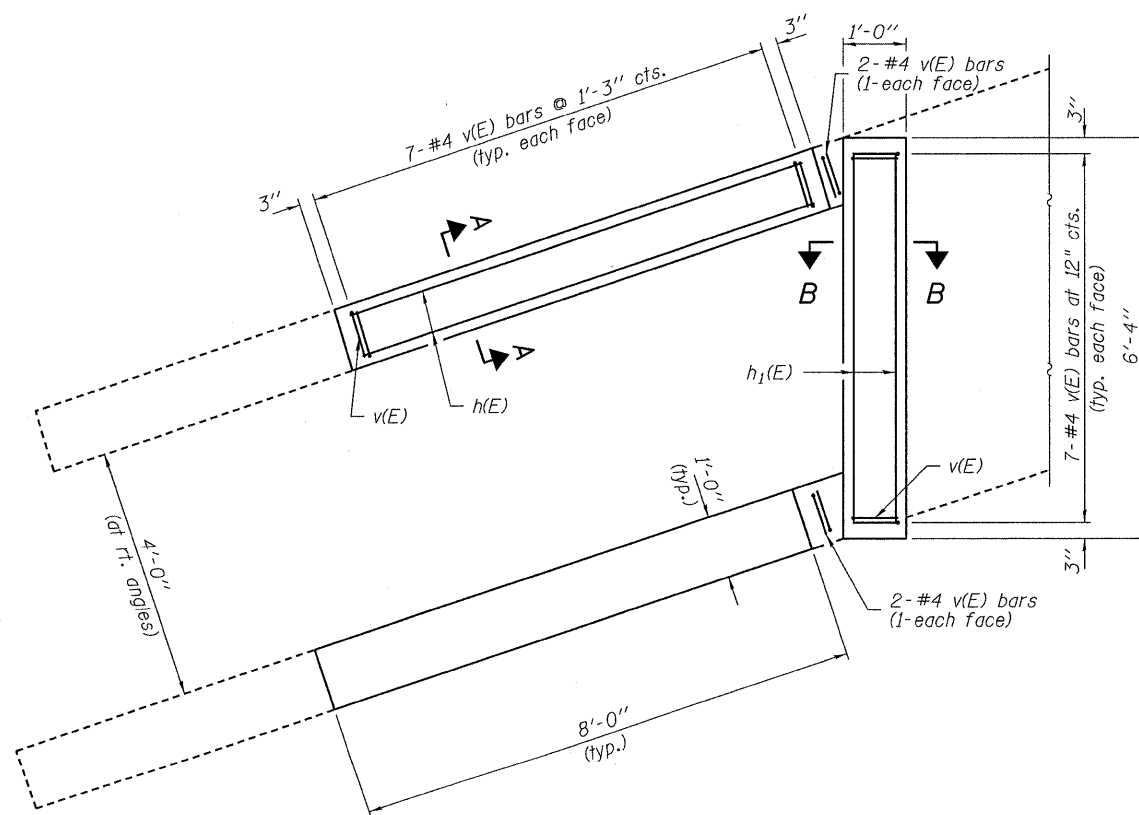 3''
1'-0''
2-#4 v(E) bars
(1-each face)
7-#4 v(E) bars @ 1'-3'' cts.
(typ. each face)
3''
3''
A
A
B
B
7-#4 v(E) bars at 12" cts.
(typ. each face)
6'-4''
h1(E)
v(E)
h(E)
v(E)
1'-0''
(typ.)
4'-0''
(at rt. angles)
3''
2-#4 v(E) bars
(1-each face)
8'-0''
(typ.)